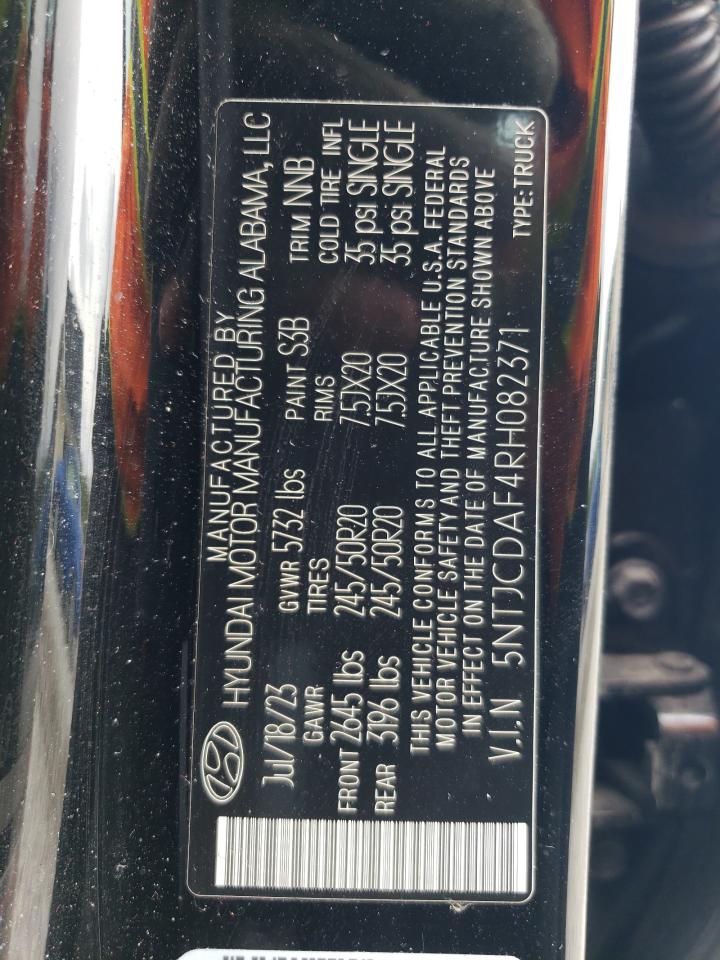 MANUFACTURED BY
HYUNDAI MOTOR MANUFACTURING ALABAMA, LLC
Jul/18/23 GVWR 5732 lbs PAINT S3B TRIM NNB
GAWR TIRES RIMS COLD TIRE INFL
FRONT 2645 lbs 245/50R20 7.5JX20 35 psi SINGLE
REAR 3196 lbs 245/50R20 7.5JX20 35 psi SINGLE
THIS VEHICLE CONFORMS TO ALL APPLICABLE U.S.A. FEDERAL
MOTOR VEHICLE SAFETY AND THEFT PREVENTION STANDARDS
IN EFFECT ON THE DATE OF MANUFACTURE SHOWN ABOVE
V.I.N 5NTJCDAF4RH082371 TYPE:TRUCK